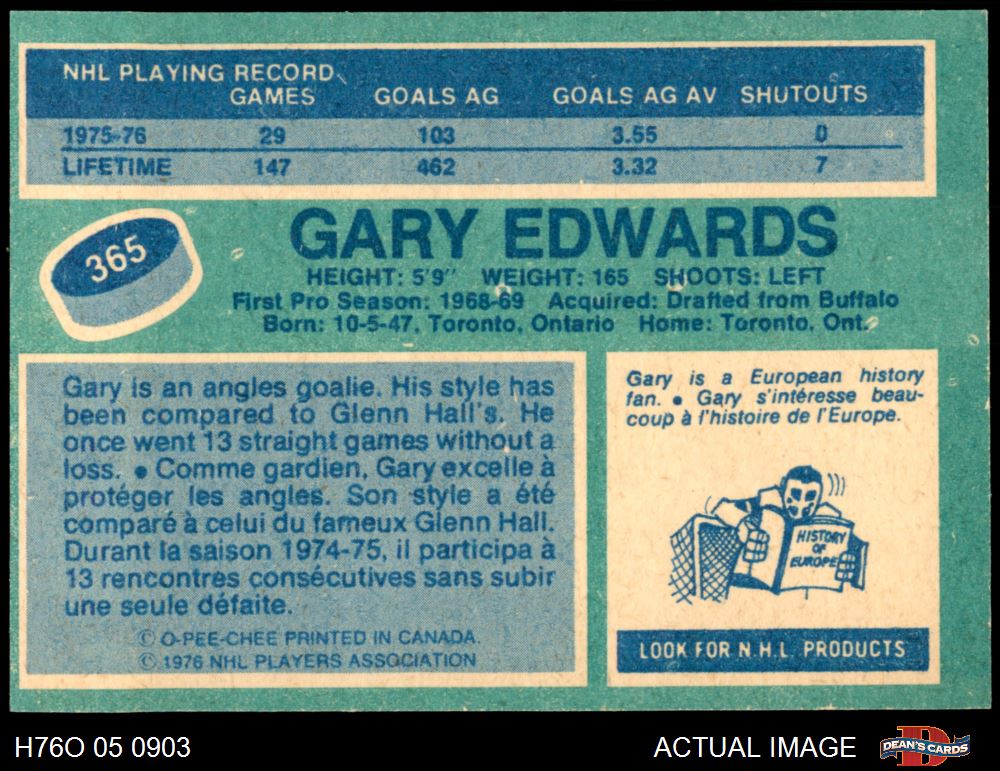 NHL PLAYING RECORD
GAMES GOALS AG GOALS AG AV SHUTOUTS
1975-76 29 103 3.55 0
LIFETIME 147 462 3.32 7
365
GARY EDWARDS
HEIGHT: 5'9" WEIGHT: 165 SHOOTS: LEFT
First Pro Season: 1968-69 Acquired: Drafted from Buffalo
Born: 10-5-47, Toronto, Ontario Home: Toronto, Ont.
Gary is an angles goalie. His style has
been compared to Glenn Hall's. He
once went 13 straight games without a
loss. ● Comme gardien, Gary excelle à
protéger les angles. Son style a été
comparé à celui du fameux Glenn Hall.
Durant la saison 1974-75, il participa à
13 rencontres consécutives sans subir
une seule défaite.
© O-PEE-CHEE PRINTED IN CANADA.
© 1976 NHL PLAYERS ASSOCIATION
Gary is a European history
fan. ● Gary s'intéresse beau-
coup à l'histoire de l'Europe.
HISTORY
OF
EUROPE
LOOK FOR N.H.L. PRODUCTS
H76O 05 0903
ACTUAL IMAGE
DEAN'S CARDS